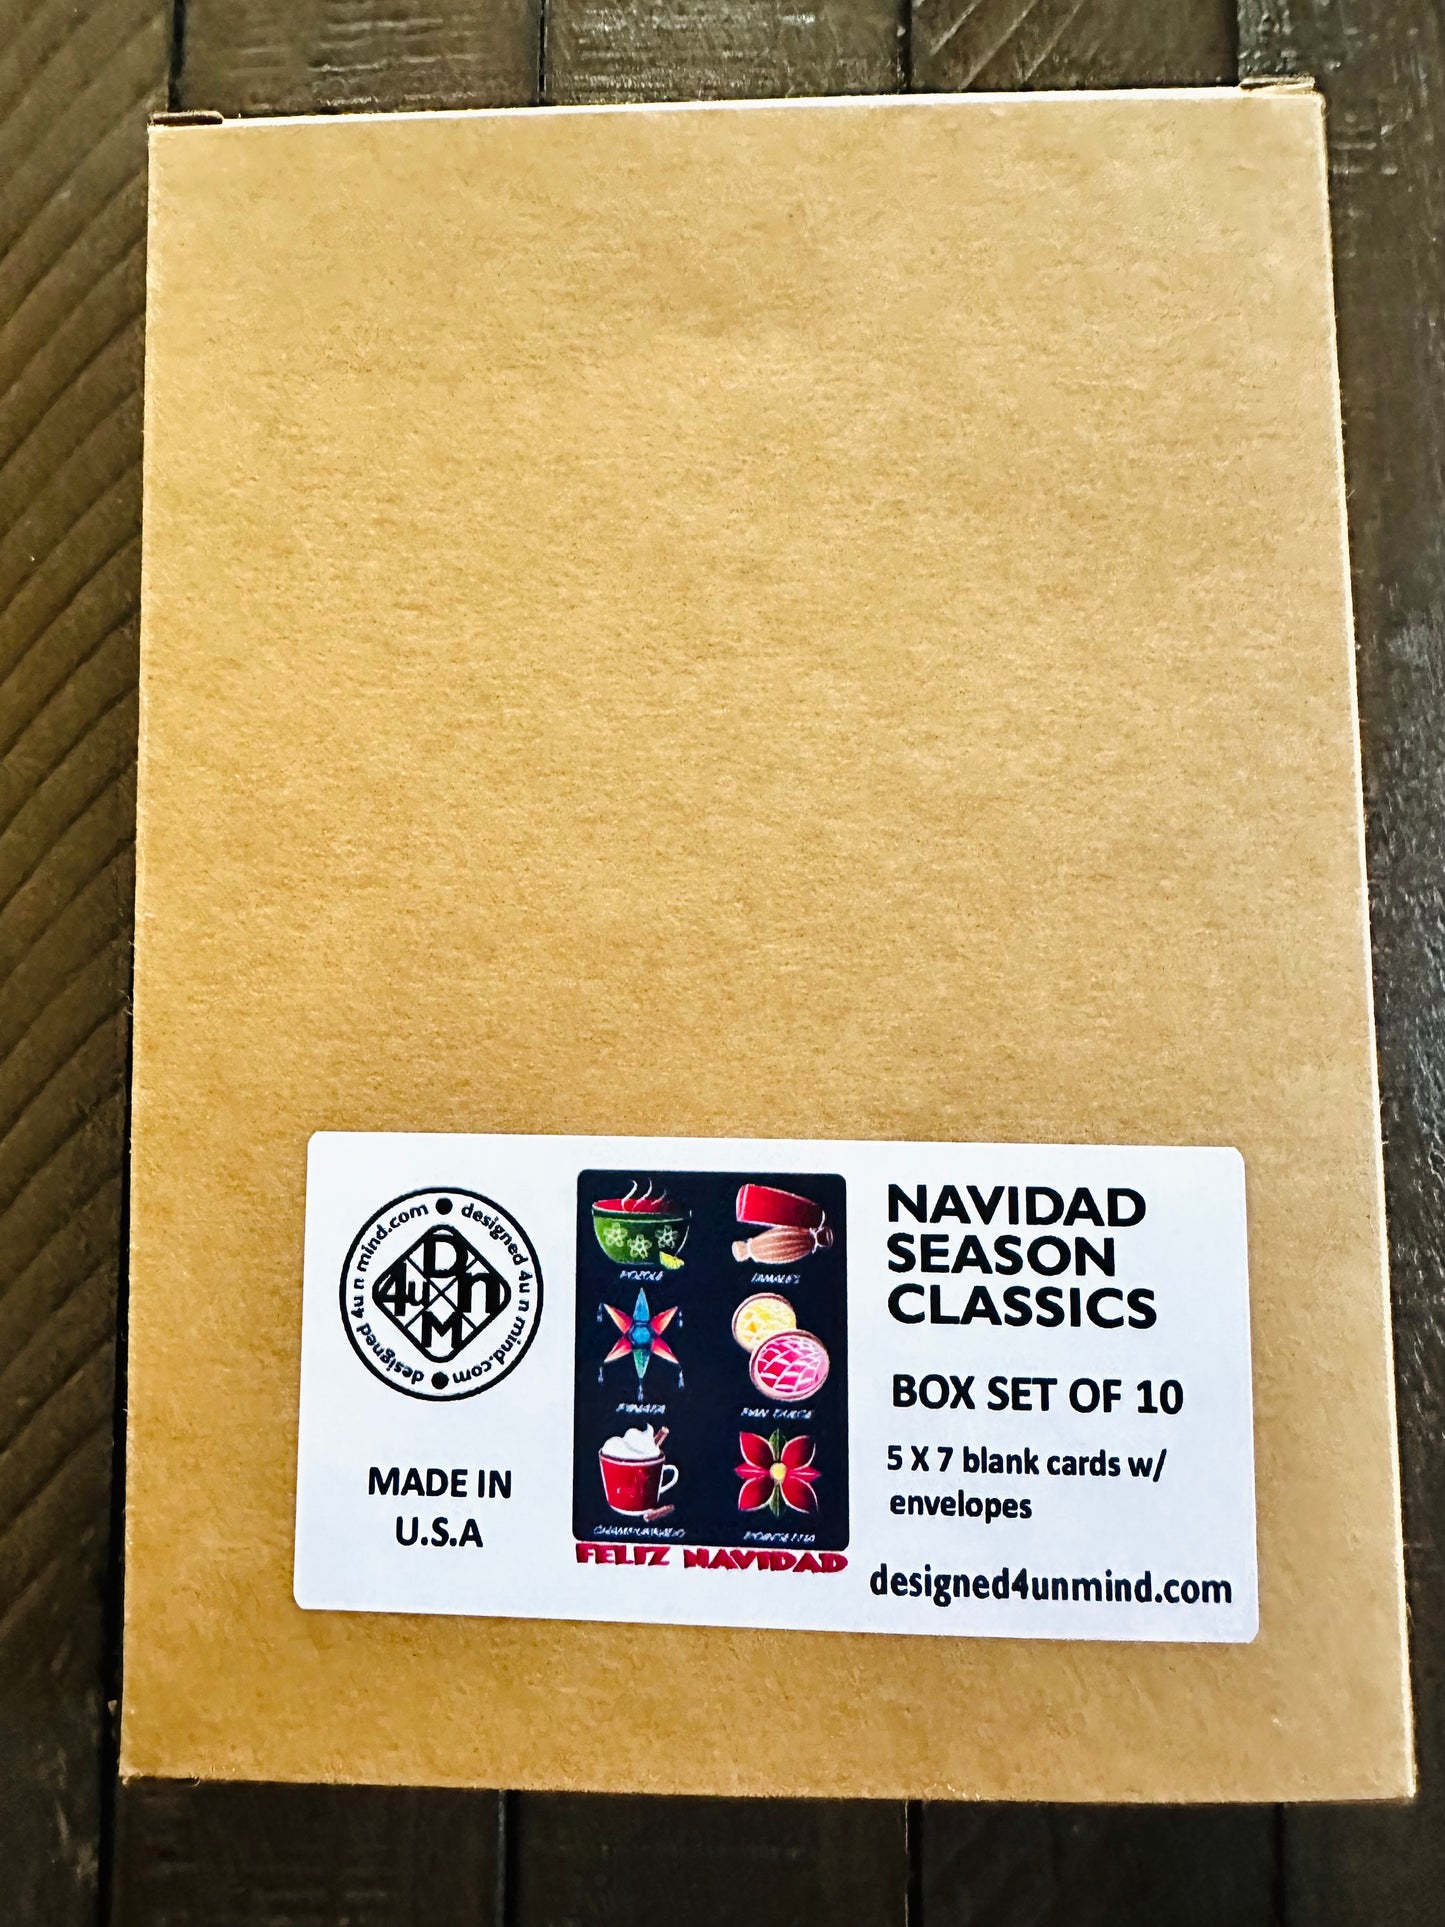 designed 4u n mind.com
designed 4u n mind.com
D
4u n
M
MADE IN
U.S.A
POZOLE
TAMALES
PIÑATA
PAN DULCE
CHAMPURRADO
POINSETTIA
FELIZ NAVIDAD
NAVIDAD
SEASON
CLASSICS
BOX SET OF 10
5 X 7 blank cards w/
envelopes
designed4unmind.com